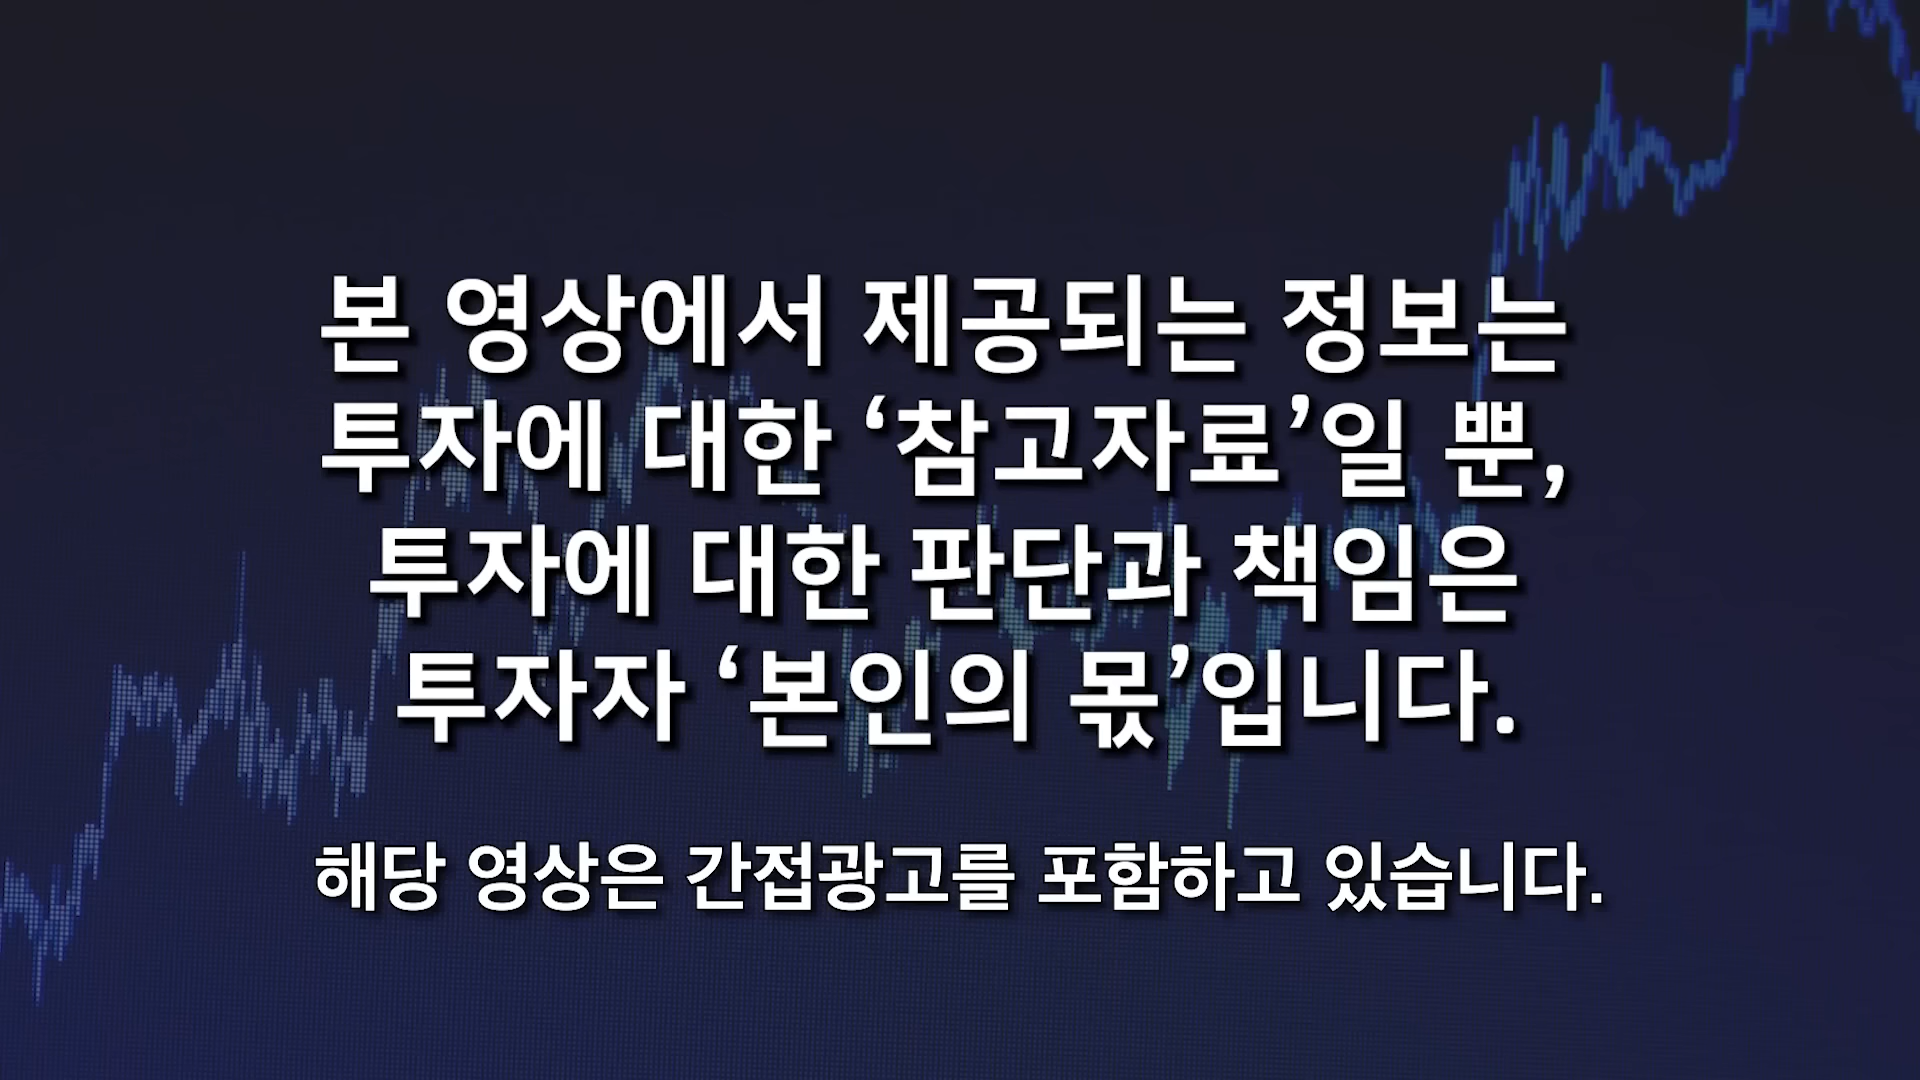 본 영상에서 제공되는 정보는
투자에 대한 ‘참고자료’일 뿐,
투자에 대한 판단과 책임은
투자자 ‘본인의 몫’입니다.
해당 영상은 간접광고를 포함하고 있습니다.